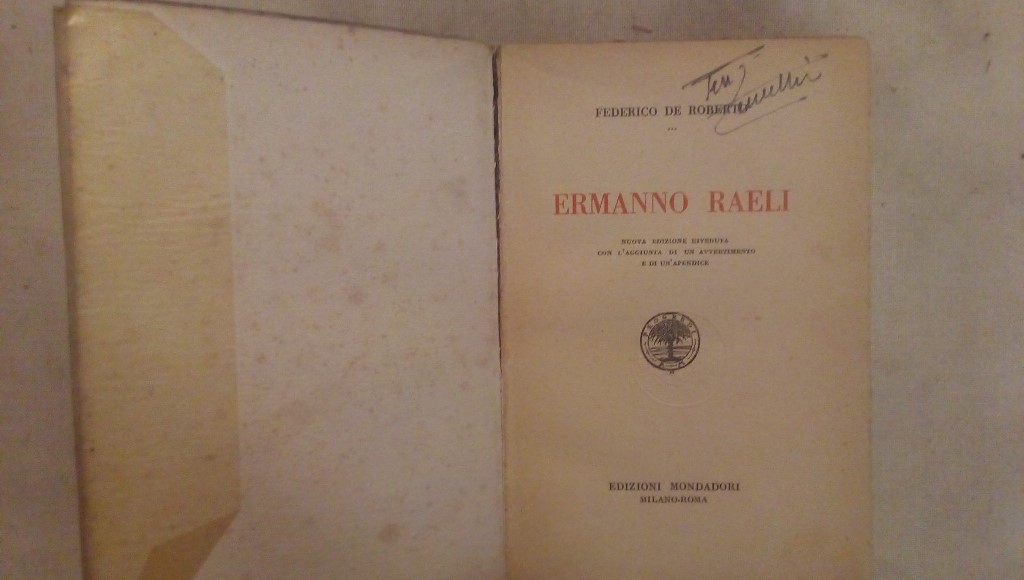 FEDERICO DE ROBERTO
ERMANNO RAELI
NUOVA EDIZIONE RIVEDUTA
CON L'AGGIUNTA DI UN AVVERTIMENTO
E DI UN'APENDICE
EDIZIONI MONDADORI
MILANO-ROMA